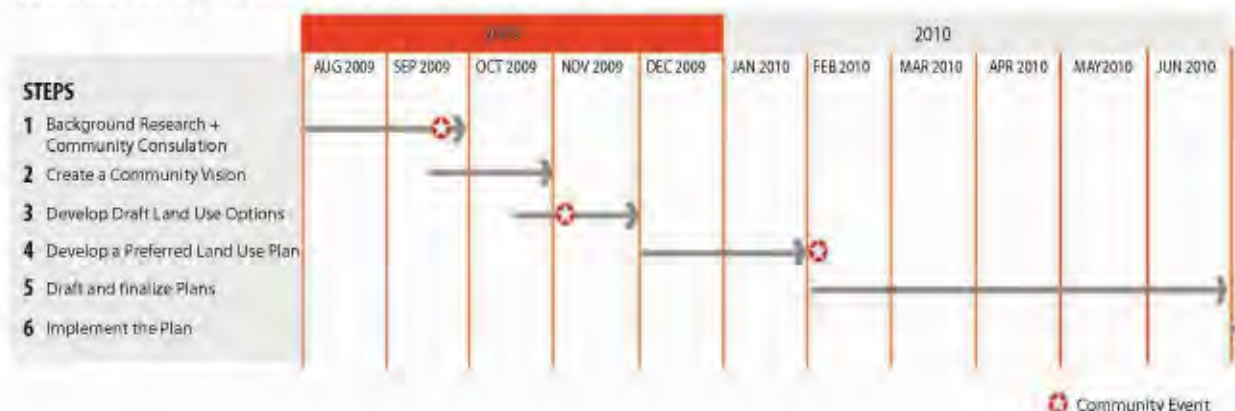 2010
AUG 2009 SEP 2009 OCT 2009 NOV 2009 DEC 2009 JAN 2010 FEB 2010 MAR 2010 APR 2010 MAY2010 JUN 2010
STEPS
1 Background Research +
Community Consulation
2 Create a Community Vision
3 Develop Draft Land Use Options
4 Develop a Preferred Land Use Plan
5 Draft and finalize Plans
6 Implement the Plan
Community Event